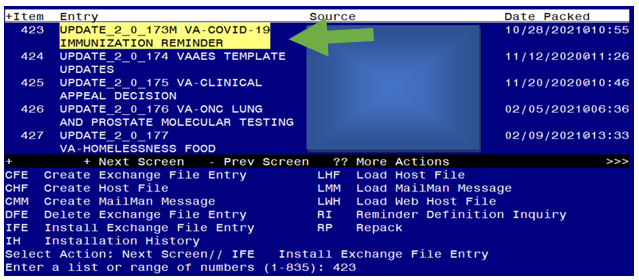 +Item Entry Source Date Packed
423 UPDATE_2_0_173M VA-COVID-19 10/28/2021@10:55
IMMUNIZATION REMINDER
424 UPDATE_2_0_174 VAAES TEMPLATE 11/12/2020@11:26
UPDATES
425 UPDATE_2_0_175 VA-CLINICAL 11/20/2020@10:46
APPEAL DECISION
426 UPDATE_2_0_176 VA-ONC LUNG 02/05/2021@06:36
AND PROSTATE MOLECULAR TESTING
427 UPDATE_2_0_177 02/09/2021@13:33
VA-HOMELESSNESS FOOD
+ + Next Screen - Prev Screen ?? More Actions >>>
CFE Create Exchange File Entry LHF Load Host File
CHF Create Host File LMM Load MailMan Message
CMM Create MailMan Message LWH Load Web Host File
DFE Delete Exchange File Entry RI Reminder Definition Inquiry
IFE Install Exchange File Entry RP Repack
IH Installation History
Select Action: Next Screen// IFE Install Exchange File Entry
Enter a list or range of numbers (1-835): 423